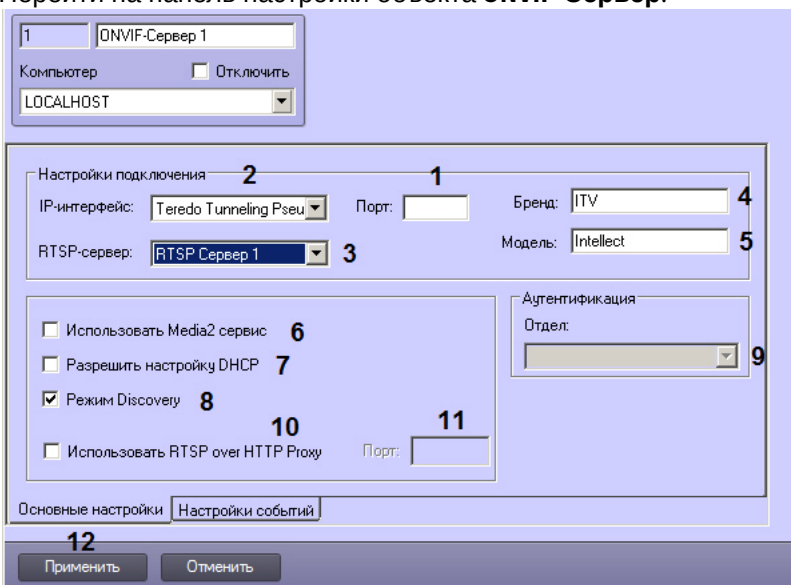 Перейти на панель настройки объекта ONVIF-Сервер.
1 ONVIF-Сервер 1
Компьютер Отключить
LOCALHOST
Настройки подключения 2 1
IP-интерфейс: Teredo Tunneling Pseu Порт: Бренд: ITV 4
RTSP-сервер: RTSP Сервер 1 3 Модель: Intellect 5
Аутентификация
Использовать Media2 сервис 6 Отдел:
Разрешить настройку DHCP 7 9
Режим Discovery 8
10 11
Использовать RTSP over HTTP Proxy Порт:
Основные настройки Настройки событий
12
Применить Отменить